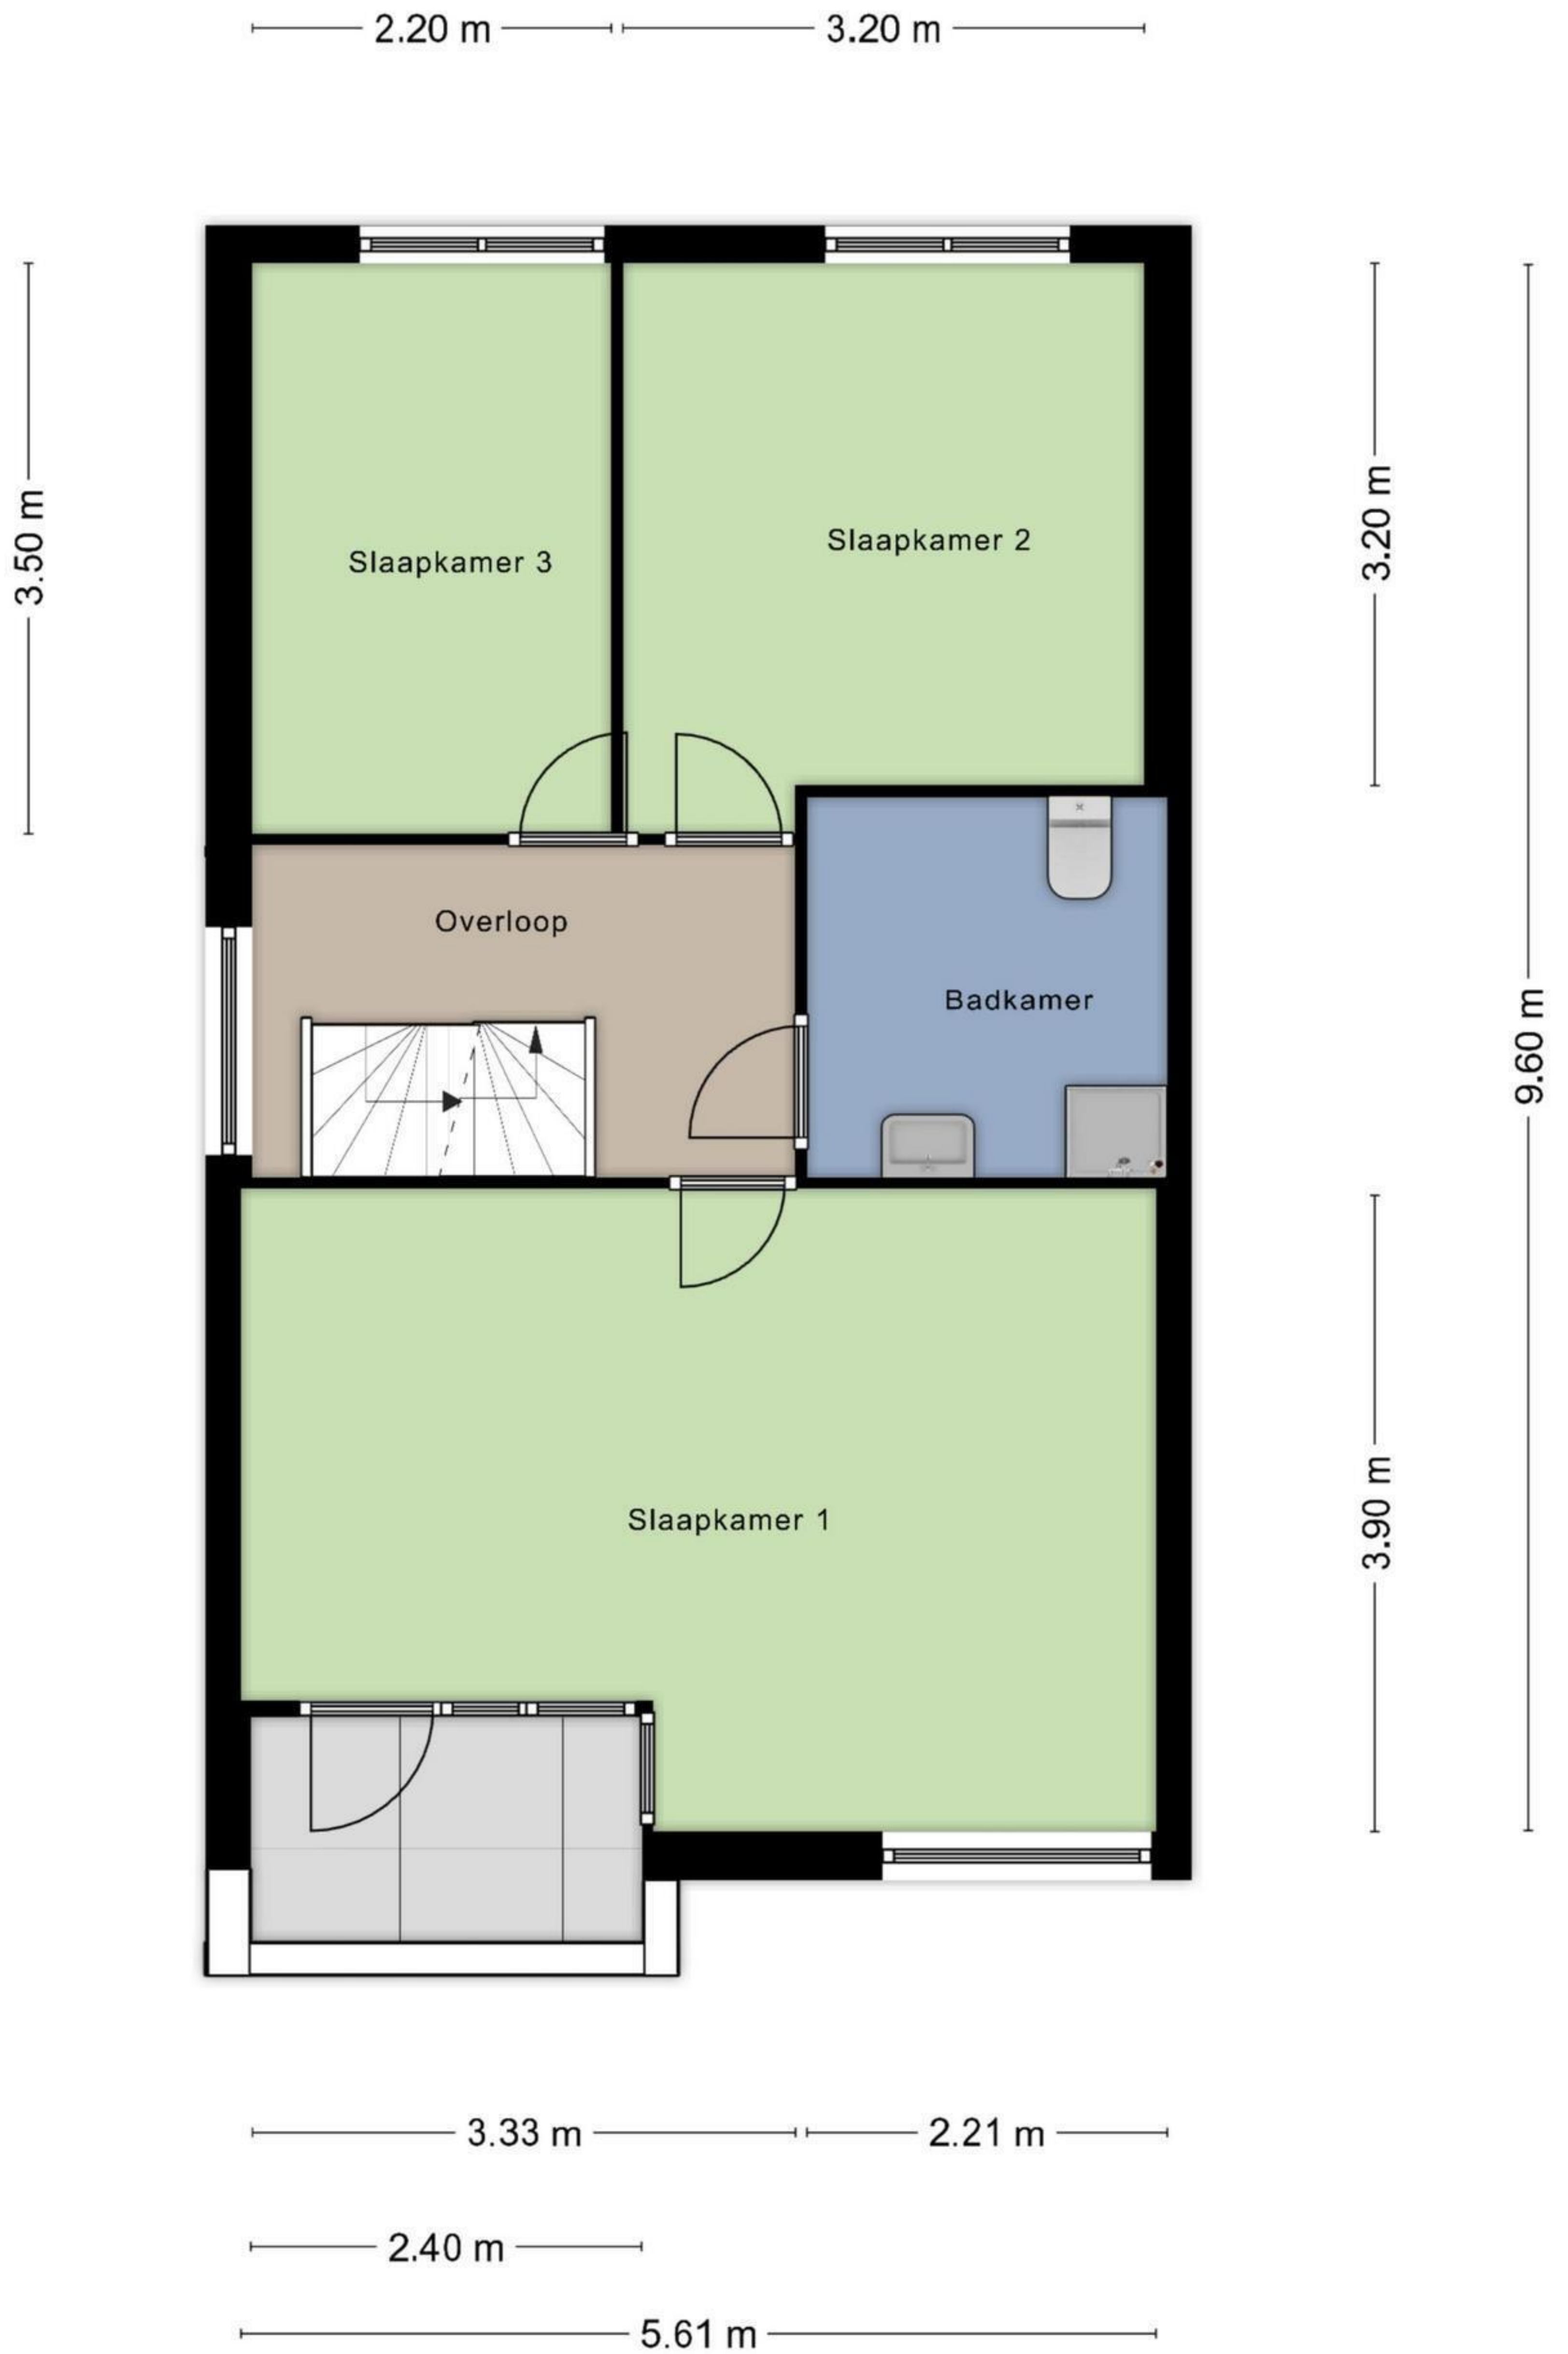 2.20 m
3.20 m
3.50 m
3.20 m
Slaapkamer 2
Slaapkamer 3
Overloop
Badkamer
9.60 m
3.90 m
Slaapkamer 1
3.33 m
2.21 m
2.40 m
5.61 m